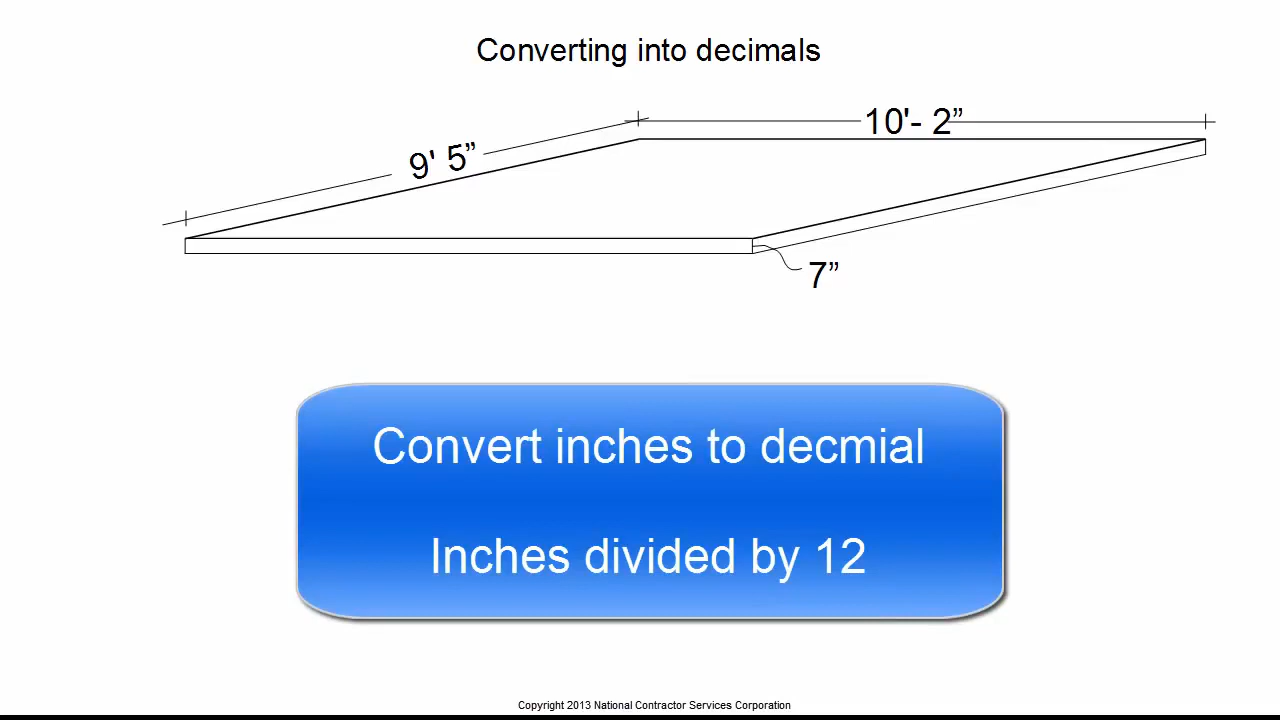 Converting into decimals
10'- 2”
9' 5”
7”
Convert inches to decmial
Inches divided by 12
Copyright 2013 National Contractor Services Corporation